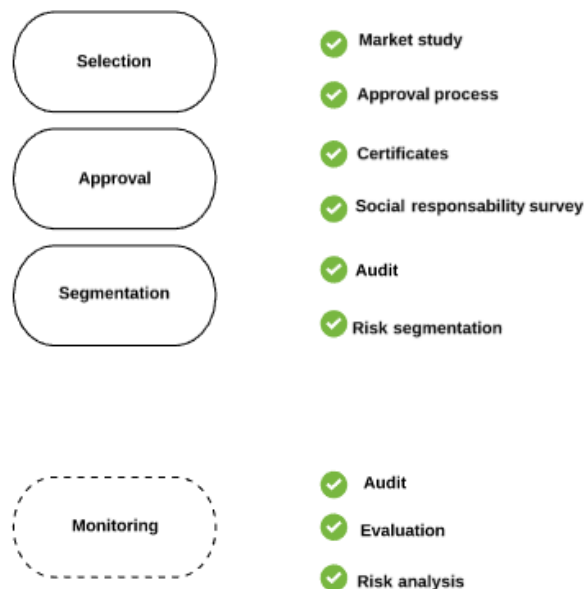 Selection
Market study
Approval process
Approval
Certificates
Social responsability survey
Segmentation
Audit
Risk segmentation
Monitoring
Audit
Evaluation
Risk analysis